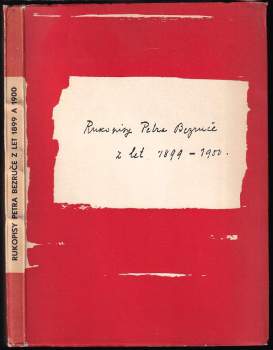 RUKOPISY PETRA BEZRUČE Z LET 1899 A 1900
Rukopisy Petra Bezruče
z let 1899 – 1900.